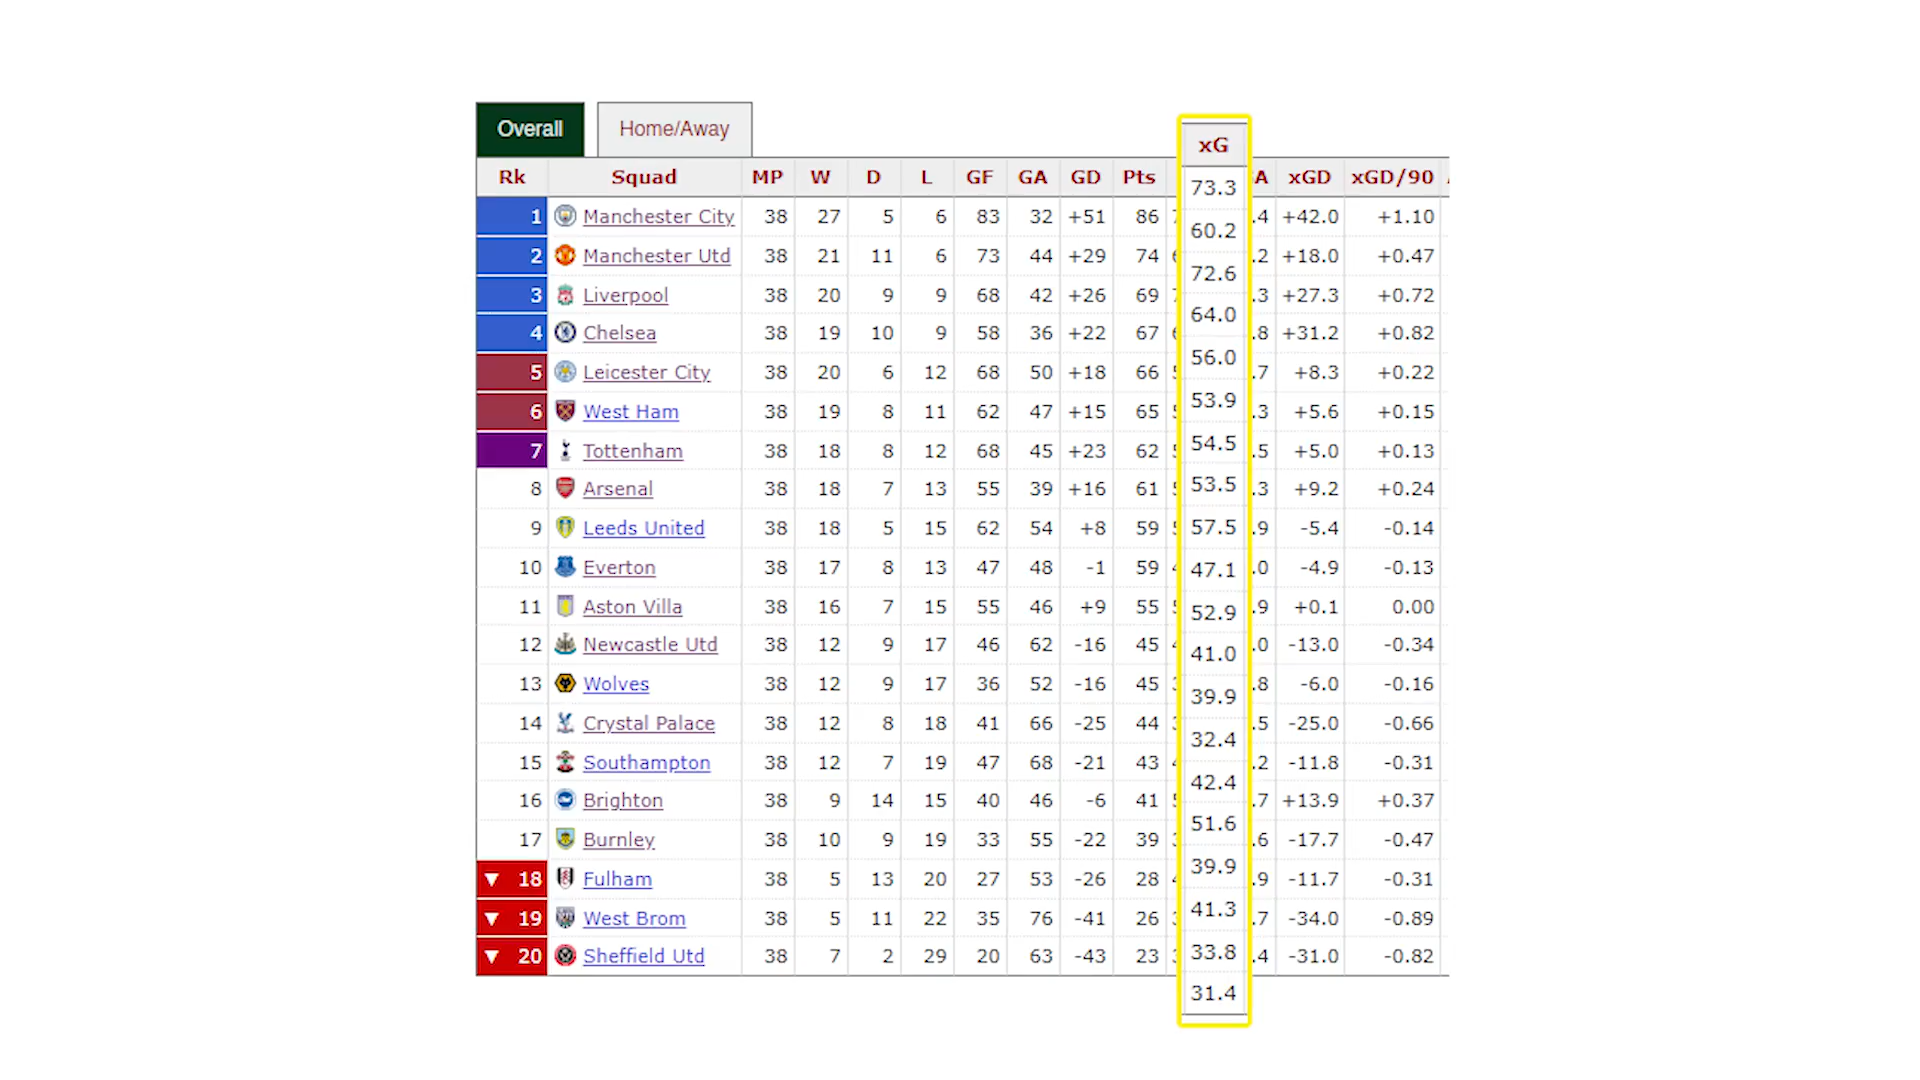 Overall Home/Away
Rk Squad MP W D L GF GA GD Pts xG A xGD xGD/90
1 Manchester City 38 27 5 6 83 32 +51 86 73.3 .4 +42.0 +1.10
2 Manchester Utd 38 21 11 6 73 44 +29 74 60.2 .2 +18.0 +0.47
3 Liverpool 38 20 9 9 68 42 +26 69 72.6 .3 +27.3 +0.72
4 Chelsea 38 19 10 9 58 36 +22 67 64.0 .8 +31.2 +0.82
5 Leicester City 38 20 6 12 68 50 +18 66 56.0 .7 +8.3 +0.22
6 West Ham 38 19 8 11 62 47 +15 65 53.9 .3 +5.6 +0.15
7 Tottenham 38 18 8 12 68 45 +23 62 54.5 .5 +5.0 +0.13
8 Arsenal 38 18 7 13 55 39 +16 61 53.5 .3 +9.2 +0.24
9 Leeds United 38 18 5 15 62 54 +8 59 57.5 .9 -5.4 -0.14
10 Everton 38 17 8 13 47 48 -1 59 47.1 .0 -4.9 -0.13
11 Aston Villa 38 16 7 15 55 46 +9 55 52.9 .9 +0.1 0.00
12 Newcastle Utd 38 12 9 17 46 62 -16 45 41.0 .0 -13.0 -0.34
13 Wolves 38 12 9 17 36 52 -16 45 39.9 .8 -6.0 -0.16
14 Crystal Palace 38 12 8 18 41 66 -25 44 32.4 .5 -25.0 -0.66
15 Southampton 38 12 7 19 47 68 -21 43 42.4 .2 -11.8 -0.31
16 Brighton 38 9 14 15 40 46 -6 41 51.6 .7 +13.9 +0.37
17 Burnley 38 10 9 19 33 55 -22 39 39.9 .6 -17.7 -0.47
▼ 18 Fulham 38 5 13 20 27 53 -26 28 41.3 .9 -11.7 -0.31
▼ 19 West Brom 38 5 11 22 35 76 -41 26 33.8 .7 -34.0 -0.89
▼ 20 Sheffield Utd 38 7 2 29 20 63 -43 23 31.4 .4 -31.0 -0.82